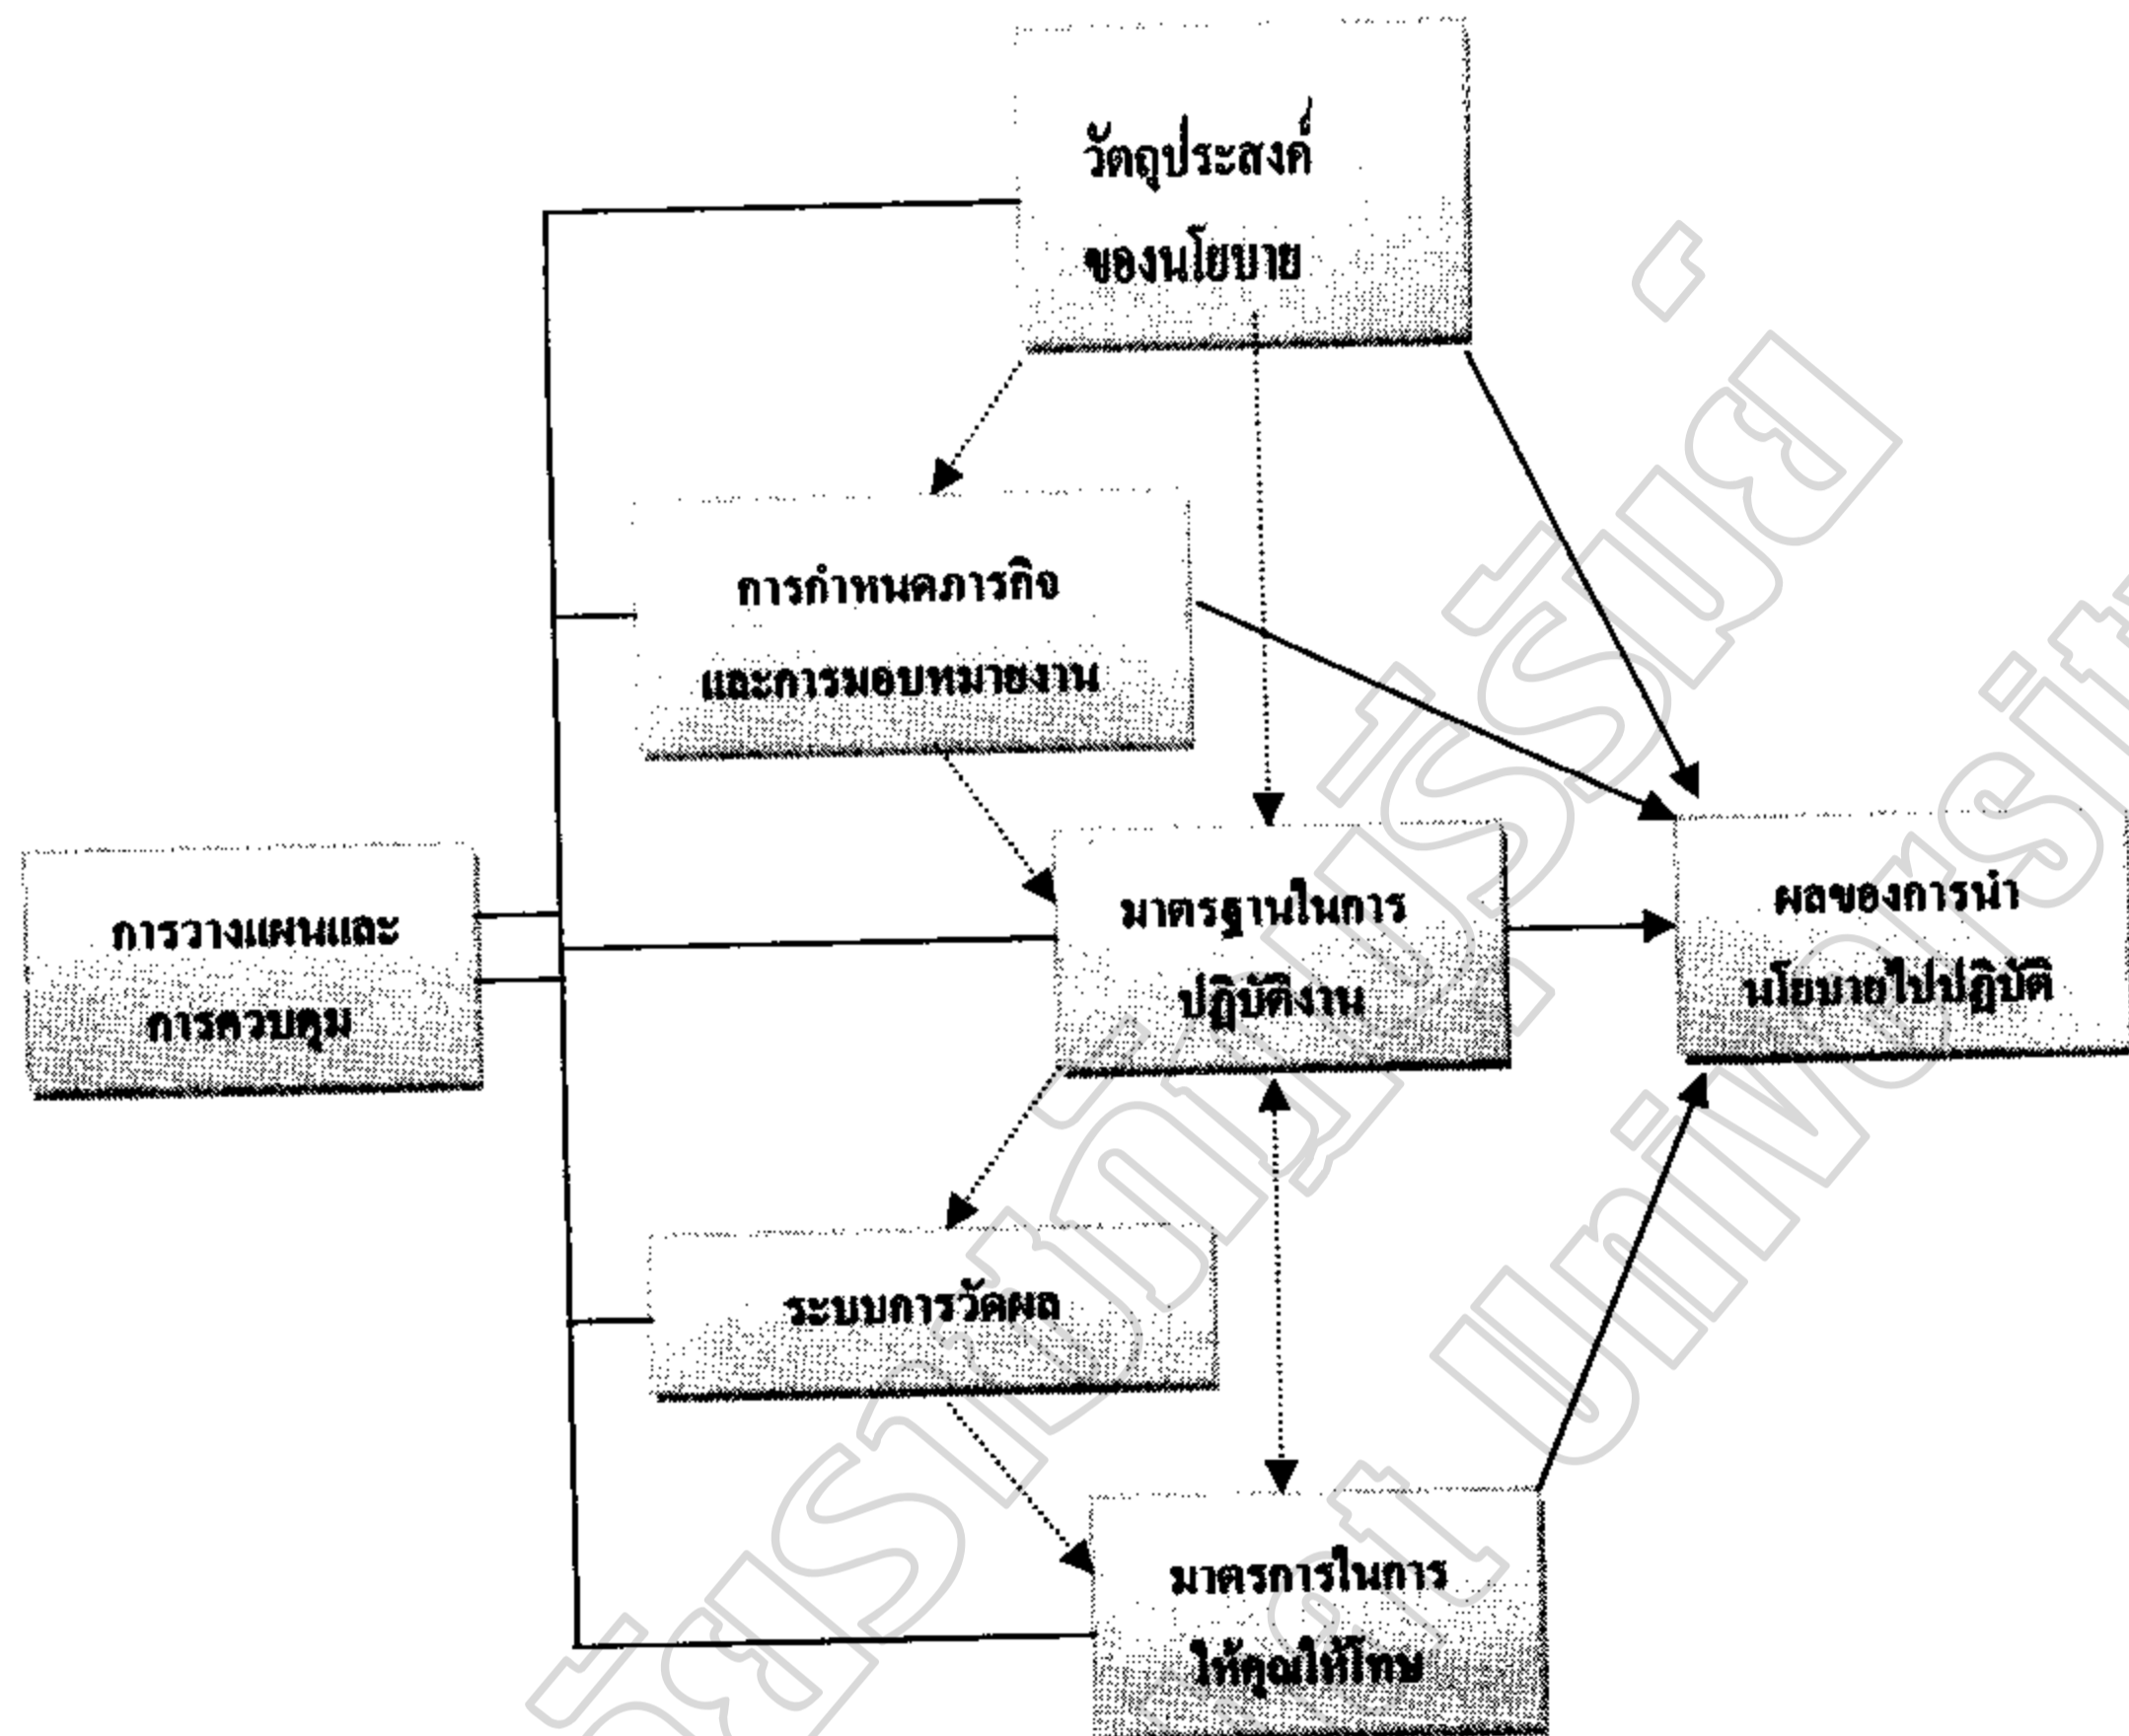 วัตถุประสงค์
ของนโยบาย
การกำหนดภารกิจ
และการมอบหมายงาน
การวางแผนและ
การควบคุม
มาตรฐานในการ
ปฏิบัติงาน
ผลของการนำ
นโยบายไปปฏิบัติ
ระบบการวัดผล
มาตรการในการ
ให้คุณให้โทษ